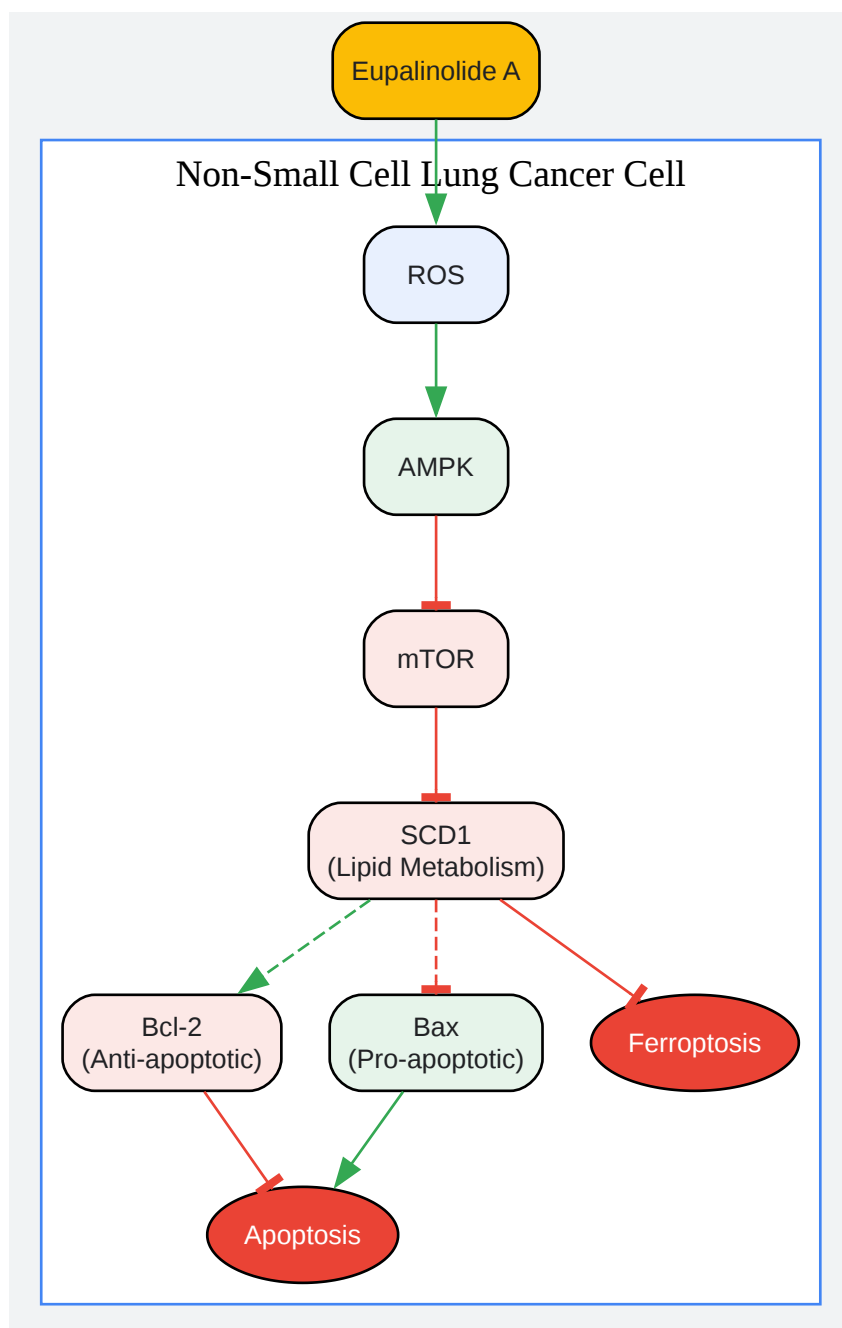 Eupalinolide A
Non-Small Cell Lung Cancer Cell
ROS
AMPK
mTOR
SCD1
(Lipid Metabolism)
Bcl-2
(Anti-apoptotic)
Bax
(Pro-apoptotic)
Ferroptosis
Apoptosis